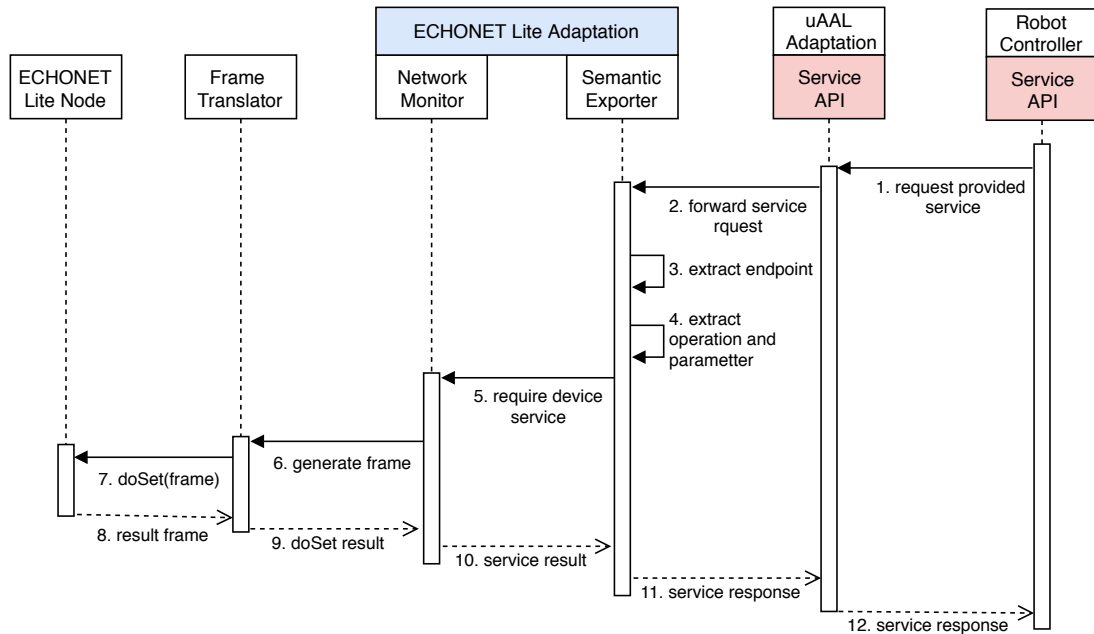 ECHONET
Lite Node
Frame
Translator
ECHONET Lite Adaptation
Network
Monitor
Semantic
Exporter
uAAL
Adaptation
Service
API
Robot
Controller
Service
API
1. request provided
service
2. forward service
rquest
3. extract endpoint
4. extract
operation and
parametter
5. require device
service
6. generate frame
7. doSet(frame)
8. result frame
9. doSet result
10. service result
11. service response
12. service response